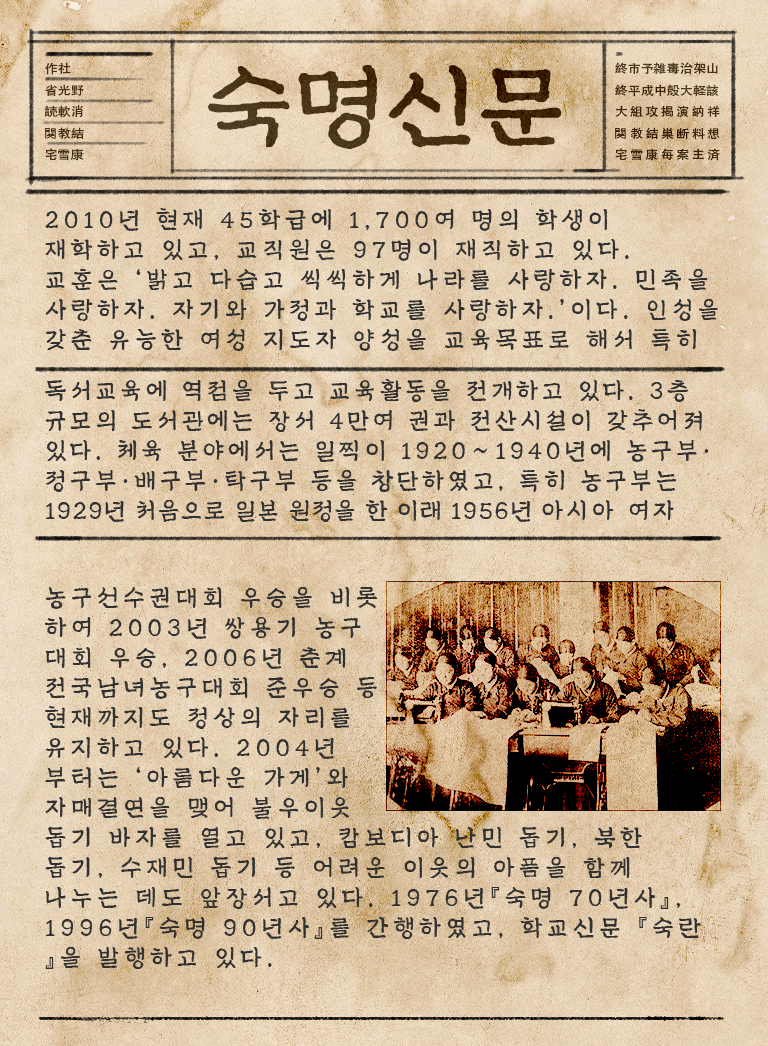 作社
省光野
読軟消
関教結
宅雪康
숙명신문
終市予雑毒治架山
終平成中殻大軽該
大組攻掲演納祥
関教結巣断料想
宅雪康毎案主済
2010년 현재 45학급에 1,700여 명의 학생이
재학하고 있고, 교직원은 97명이 재직하고 있다.
교훈은 ‘밝고 다습고 씩씩하게 나라를 사랑하자. 민족을
사랑하자. 자기와 가정과 학교를 사랑하자.’이다. 인성을
갖춘 유능한 여성 지도자 양성을 교육목표로 해서 특히
독서교육에 역점을 두고 교육활동을 전개하고 있다. 3층
규모의 도서관에는 장서 4만여 권과 전산시설이 갖추어져
있다. 체육 분야에서는 일찍이 1920~1940년에 농구부·
정구부·배구부·탁구부 등을 창단하였고, 특히 농구부는
1929년 처음으로 일본 원정을 한 이래 1956년 아시아 여자
농구선수권대회 우승을 비롯
하여 2003년 쌍용기 농구
대회 우승, 2006년 춘계
전국남녀농구대회 준우승 등
현재까지도 정상의 자리를
유지하고 있다. 2004년
부터는 ‘아름다운 가게’와
자매결연을 맺어 불우이웃
돕기 바자를 열고 있고, 캄보디아 난민 돕기, 북한
돕기, 수재민 돕기 등 어려운 이웃의 아픔을 함께
나누는 데도 앞장서고 있다. 1976년『숙명 70년사』,
1996년『숙명 90년사』를 간행하였고, 학교신문 『숙란
』을 발행하고 있다.